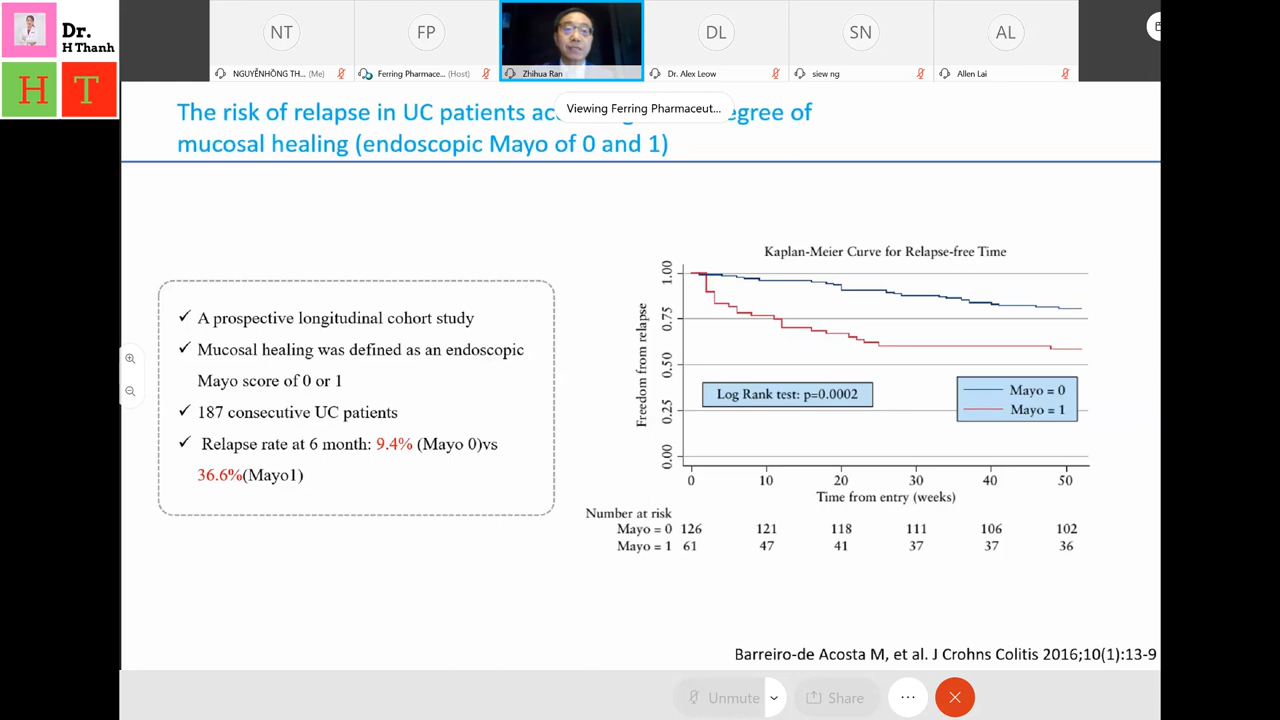 Dr.
H Thanh
H T
NT FP DL SN AL
NGUYỄNHỒNG TH... (Me) Ferring Pharmace... (Host) Zhihua Ran Dr. Alex Leow siew ng Allen Lai
Viewing Ferring Pharmaceut...
The risk of relapse in UC patients acc egree of
mucosal healing (endoscopic Mayo of 0 and 1)
✓ A prospective longitudinal cohort study
✓ Mucosal healing was defined as an endoscopic
Mayo score of 0 or 1
✓ 187 consecutive UC patients
✓ Relapse rate at 6 month: 9.4% (Mayo 0)vs
36.6%(Mayo1)
Kaplan-Meier Curve for Relapse-free Time
Freedom from relapse
1.00
0.75
0.50
0.25
0.00
Log Rank test: p=0.0002
Mayo = 0
Mayo = 1
0 10 20 30 40 50
Time from entry (weeks)
Number at risk
Mayo = 0 126 121 118 111 106 102
Mayo = 1 61 47 41 37 37 36
Barreiro-de Acosta M, et al. J Crohns Colitis 2016;10(1):13-9
Unmute Share